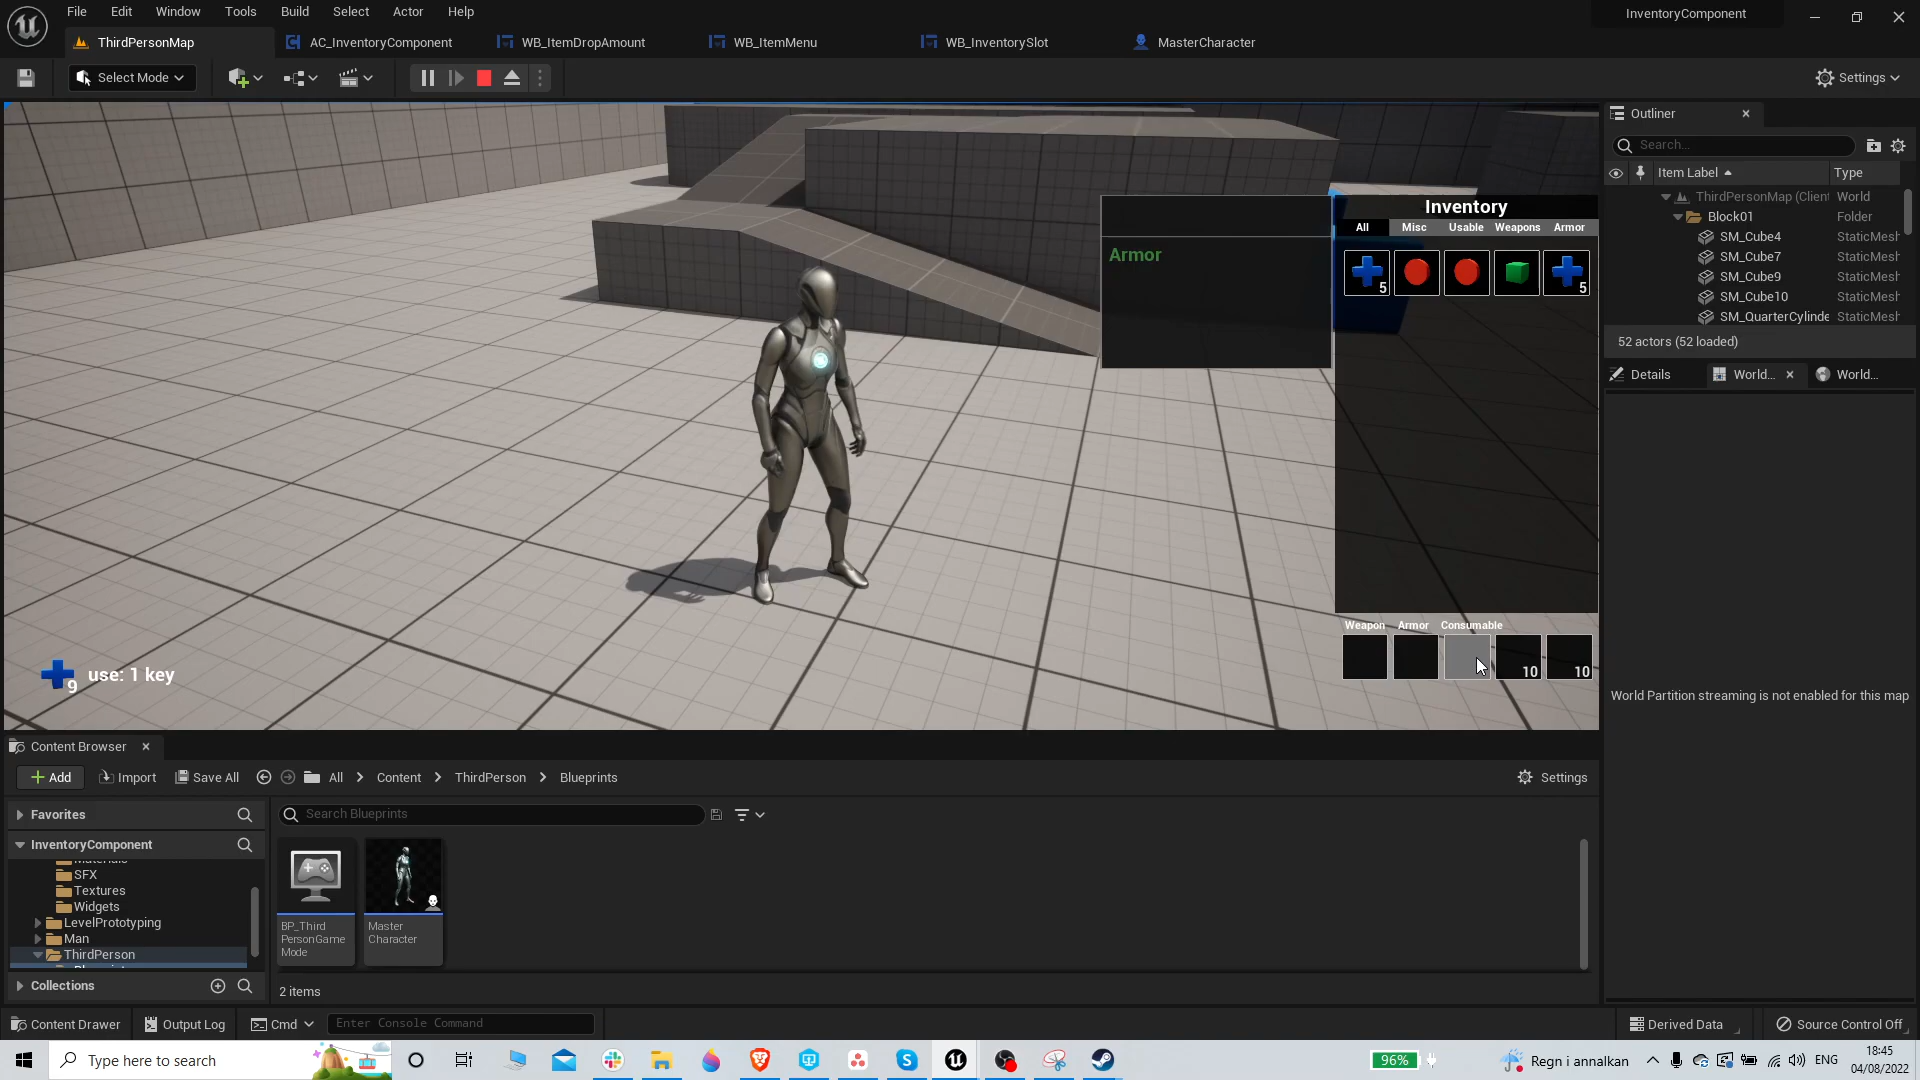 File Edit Window Tools Build Select Actor Help
InventoryComponent
ThirdPersonMap
AC_InventoryComponent
WB_ItemDropAmount
WB_ItemMenu
WB_InventorySlot
MasterCharacter
Select Mode
Settings
Outliner
Search...
Item Label
Type
ThirdPersonMap (Client World
Block01 Folder
SM_Cube4 StaticMesh
SM_Cube7 StaticMesh
SM_Cube9 StaticMesh
SM_Cube10 StaticMesh
SM_QuarterCylinde StaticMesh
52 actors (52 loaded)
Details
World...
World...
World Partition streaming is not enabled for this map
Inventory
All Misc Usable Weapons Armor
5
5
Armor
Weapon Armor Consumable
10
10
9
use: 1 key
Content Browser
Add
Import
Save All
All
Content
ThirdPerson
Blueprints
Settings
Favorites
Search Blueprints
InventoryComponent
SFX
Textures
Widgets
LevelPrototyping
Man
ThirdPerson
Collections
BP_Third
PersonGame
Mode
Master
Character
2 items
Content Drawer
Output Log
Cmd
Enter Console Command
Derived Data
Source Control Off
Type here to search
96%
Regn i annalkan
ENG
18:45
04/08/2022